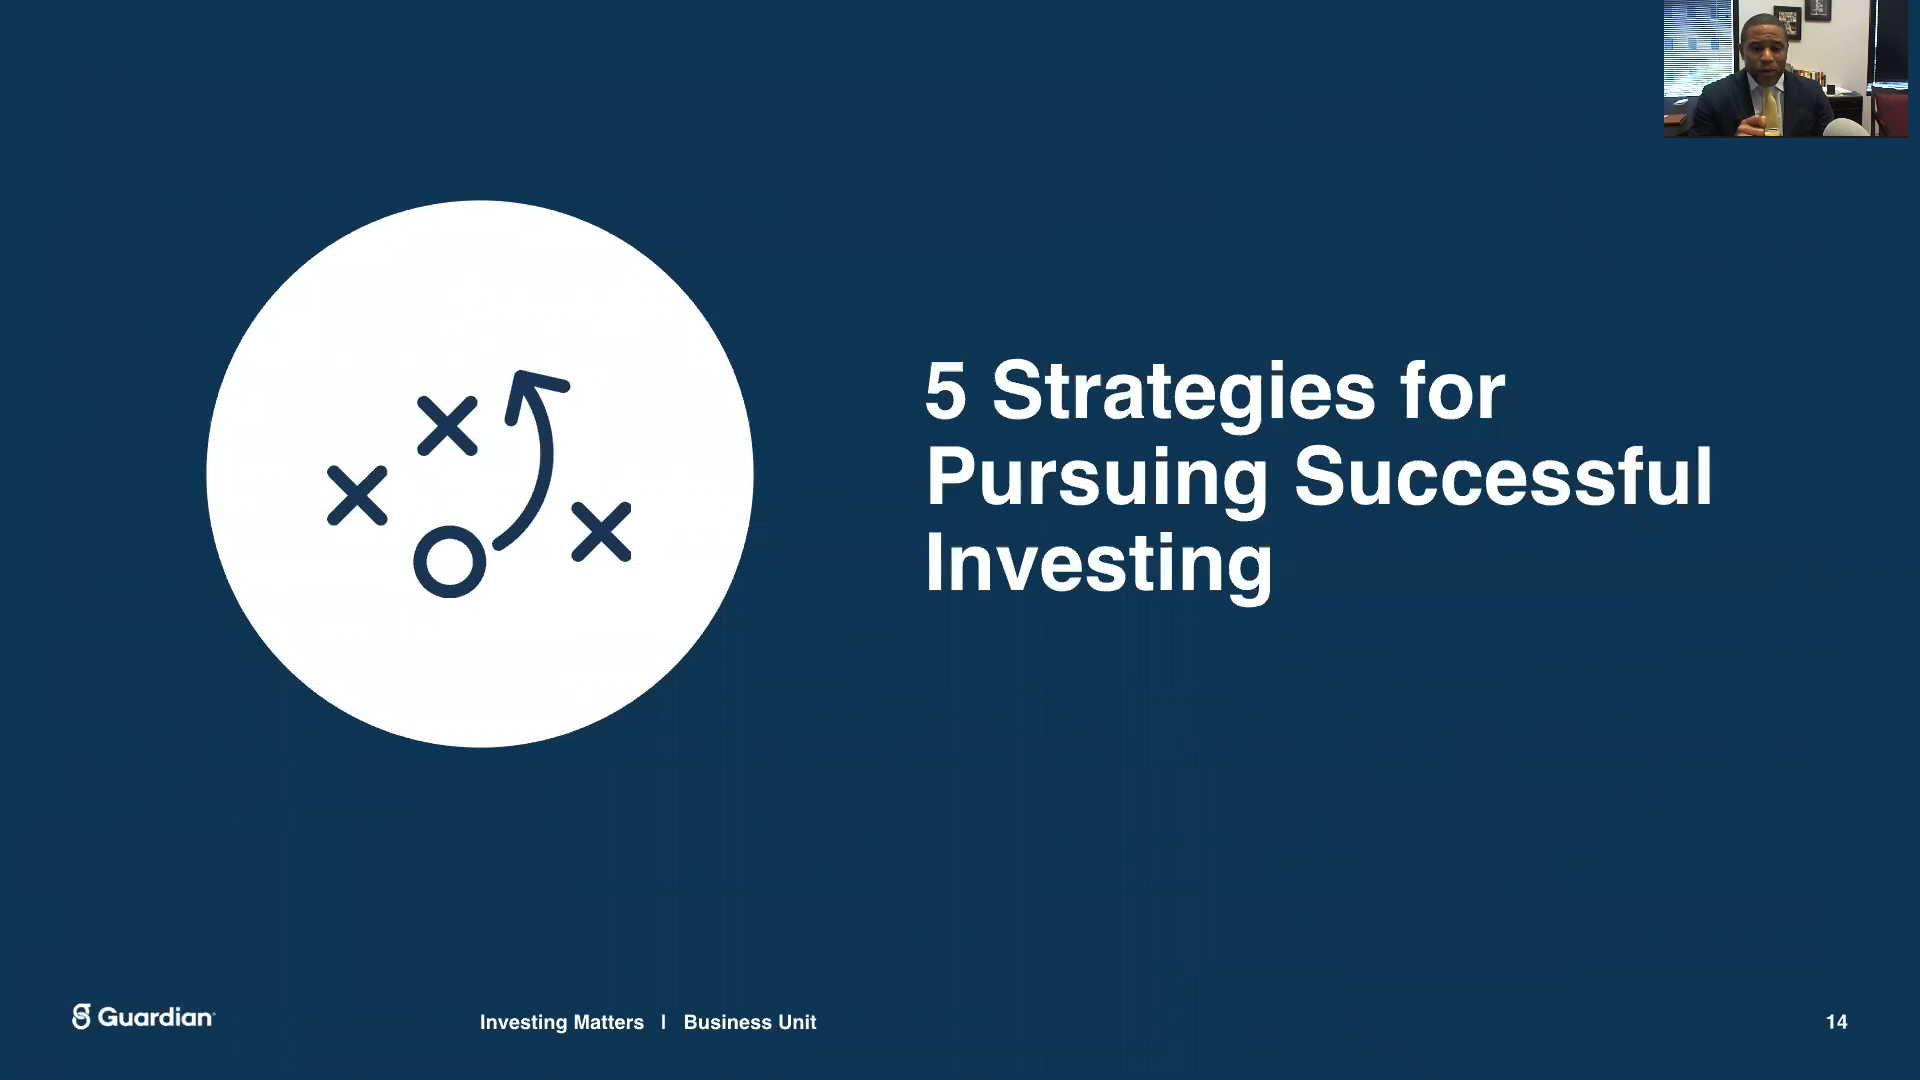 5 Strategies for
Pursuing Successful
Investing
Guardian
Investing Matters | Business Unit
14